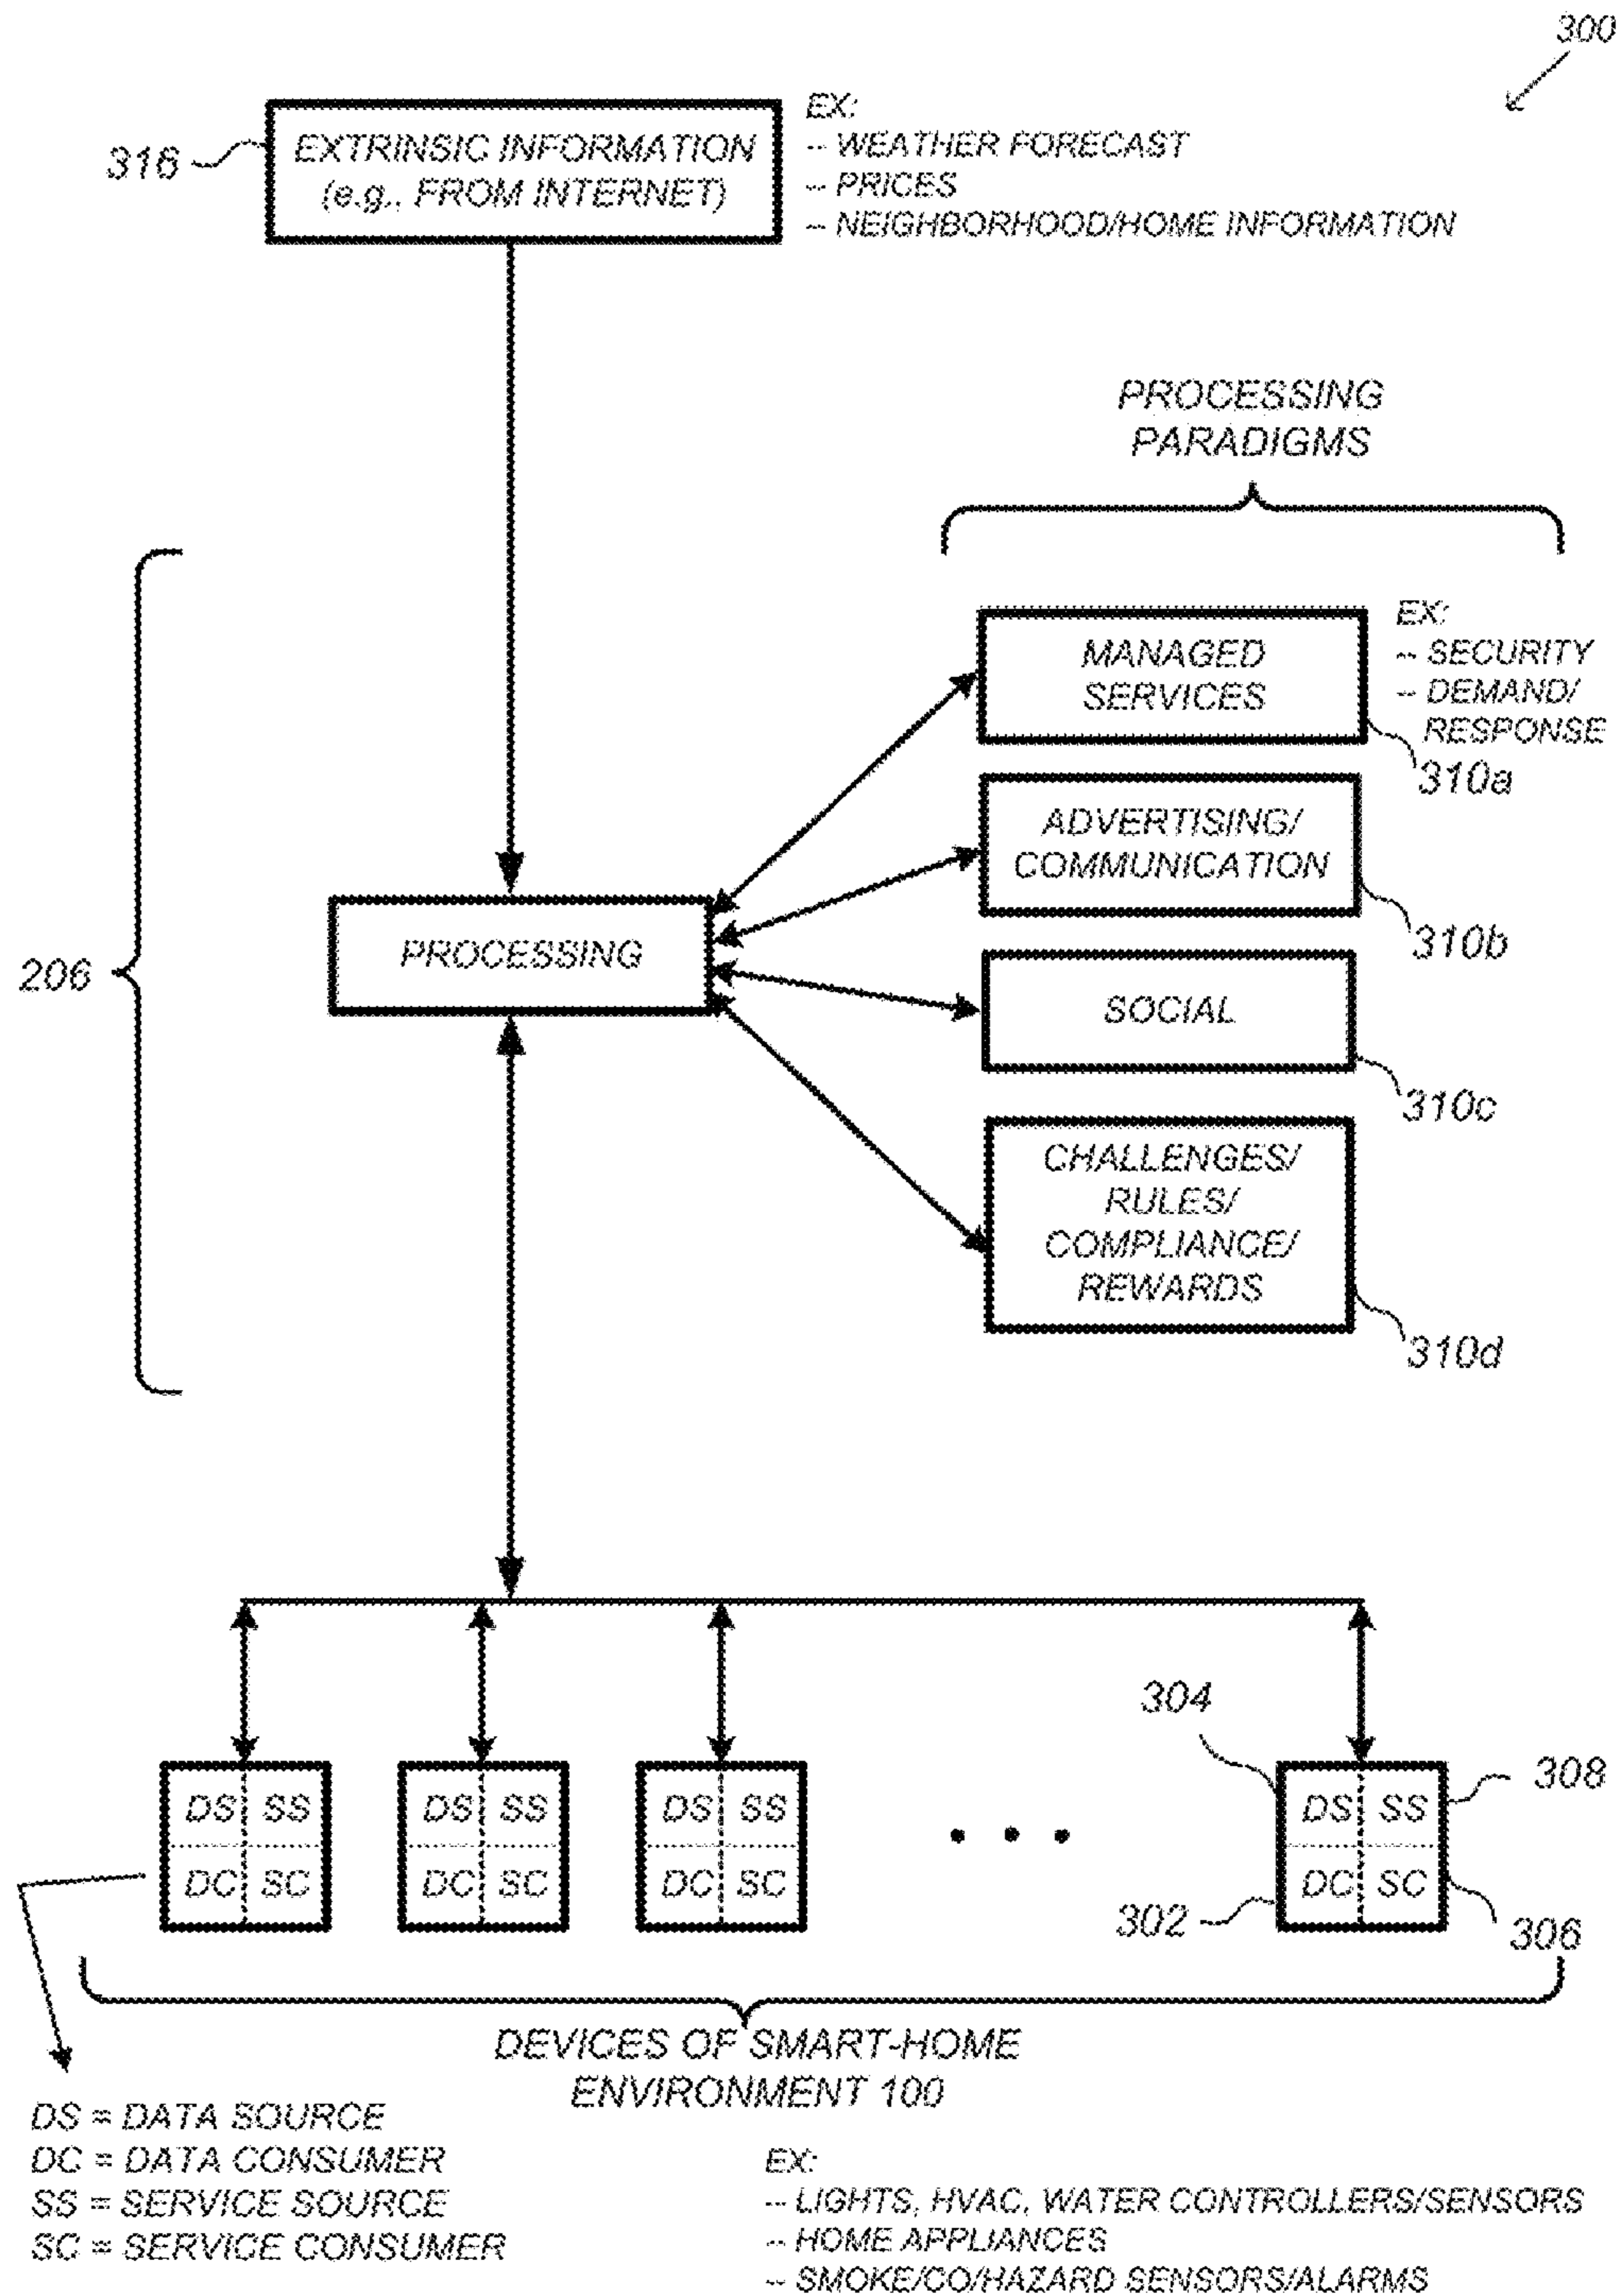 300
316
EXTRINSIC INFORMATION
(e.g., FROM INTERNET)
EX:
-- WEATHER FORECAST
-- PRICES
-- NEIGHBORHOOD/HOME INFORMATION
PROCESSING
PARADIGMS
206
PROCESSING
MANAGED
SERVICES
EX:
-- SECURITY
-- DEMAND/
RESPONSE
310a
ADVERTISING/
COMMUNICATION
310b
SOCIAL
310c
CHALLENGES/
RULES/
COMPLIANCE/
REWARDS
310d
DS SS
DC SC
DS SS
DC SC
DS SS
DC SC
• • •
304
302
DS SS
DC SC
308
306
DEVICES OF SMART-HOME
ENVIRONMENT 100
DS = DATA SOURCE
DC = DATA CONSUMER
SS = SERVICE SOURCE
SC = SERVICE CONSUMER
EX:
-- LIGHTS, HVAC, WATER CONTROLLERS/SENSORS
-- HOME APPLIANCES
-- SMOKE/CO/HAZARD SENSORS/ALARMS